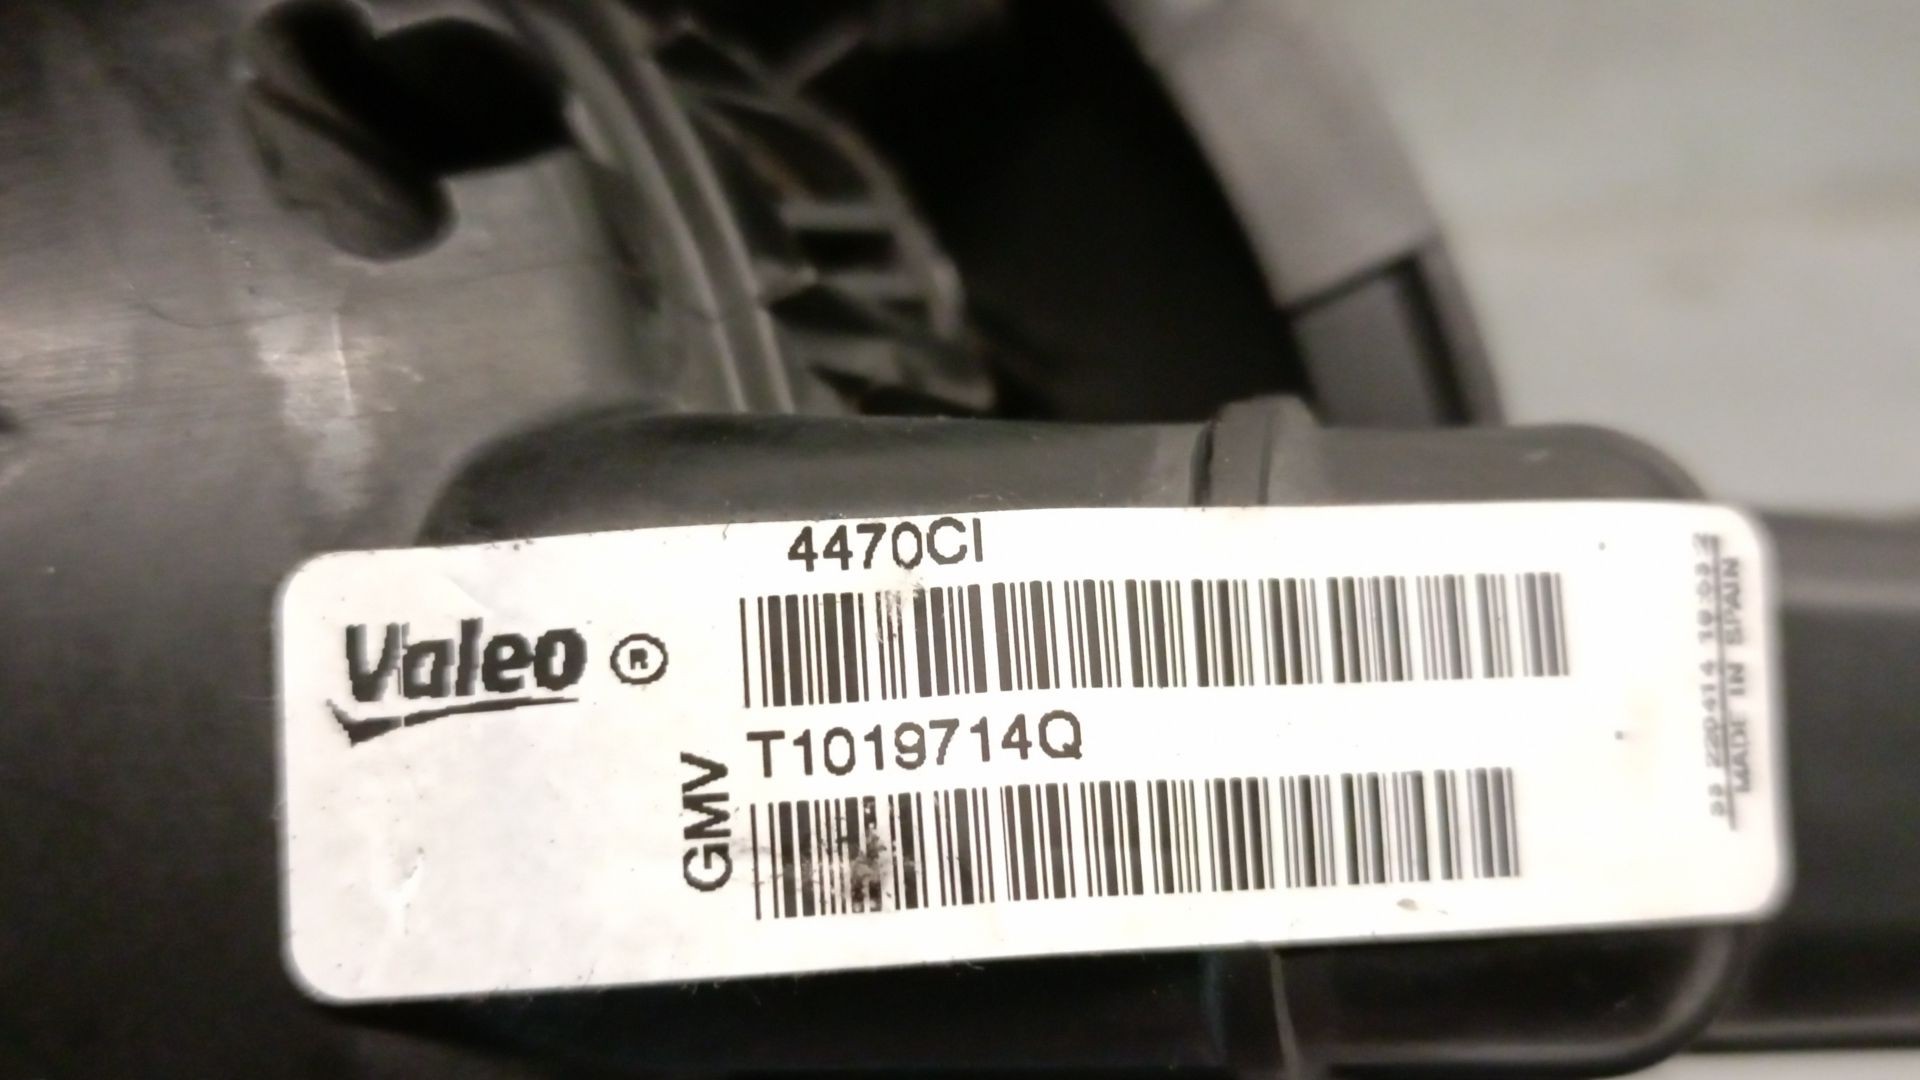 4470CI
Valeo ®
T1019714Q
GMV
MADE IN SPAIN